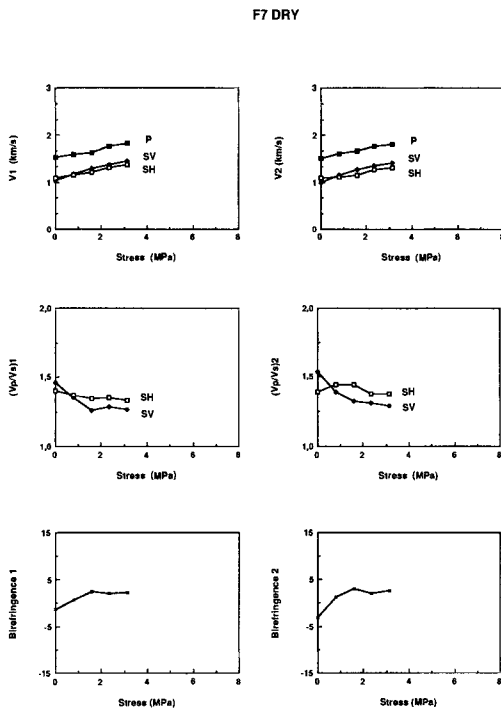 F7 DRY
3
2
1
0
V1 (km/s)
P
SV
SH
0 2 4 6 8
Stress (MPa)
3
2
1
0
V2 (km/s)
P
SV
SH
0 2 4 6 8
Stress (MPa)
2,0
1,5
1,0
(Vp/Vs)1
SH
SV
0 2 4 6 8
Stress (MPa)
2,0
1,5
1,0
(Vp/Vs)2
SH
SV
0 2 4 6 8
Stress (MPa)
15
5
-5
-15
Birefringence 1
0 2 4 6 8
Stress (MPa)
15
5
-5
-15
Birefringence 2
0 2 4 6 8
Stress (MPa)